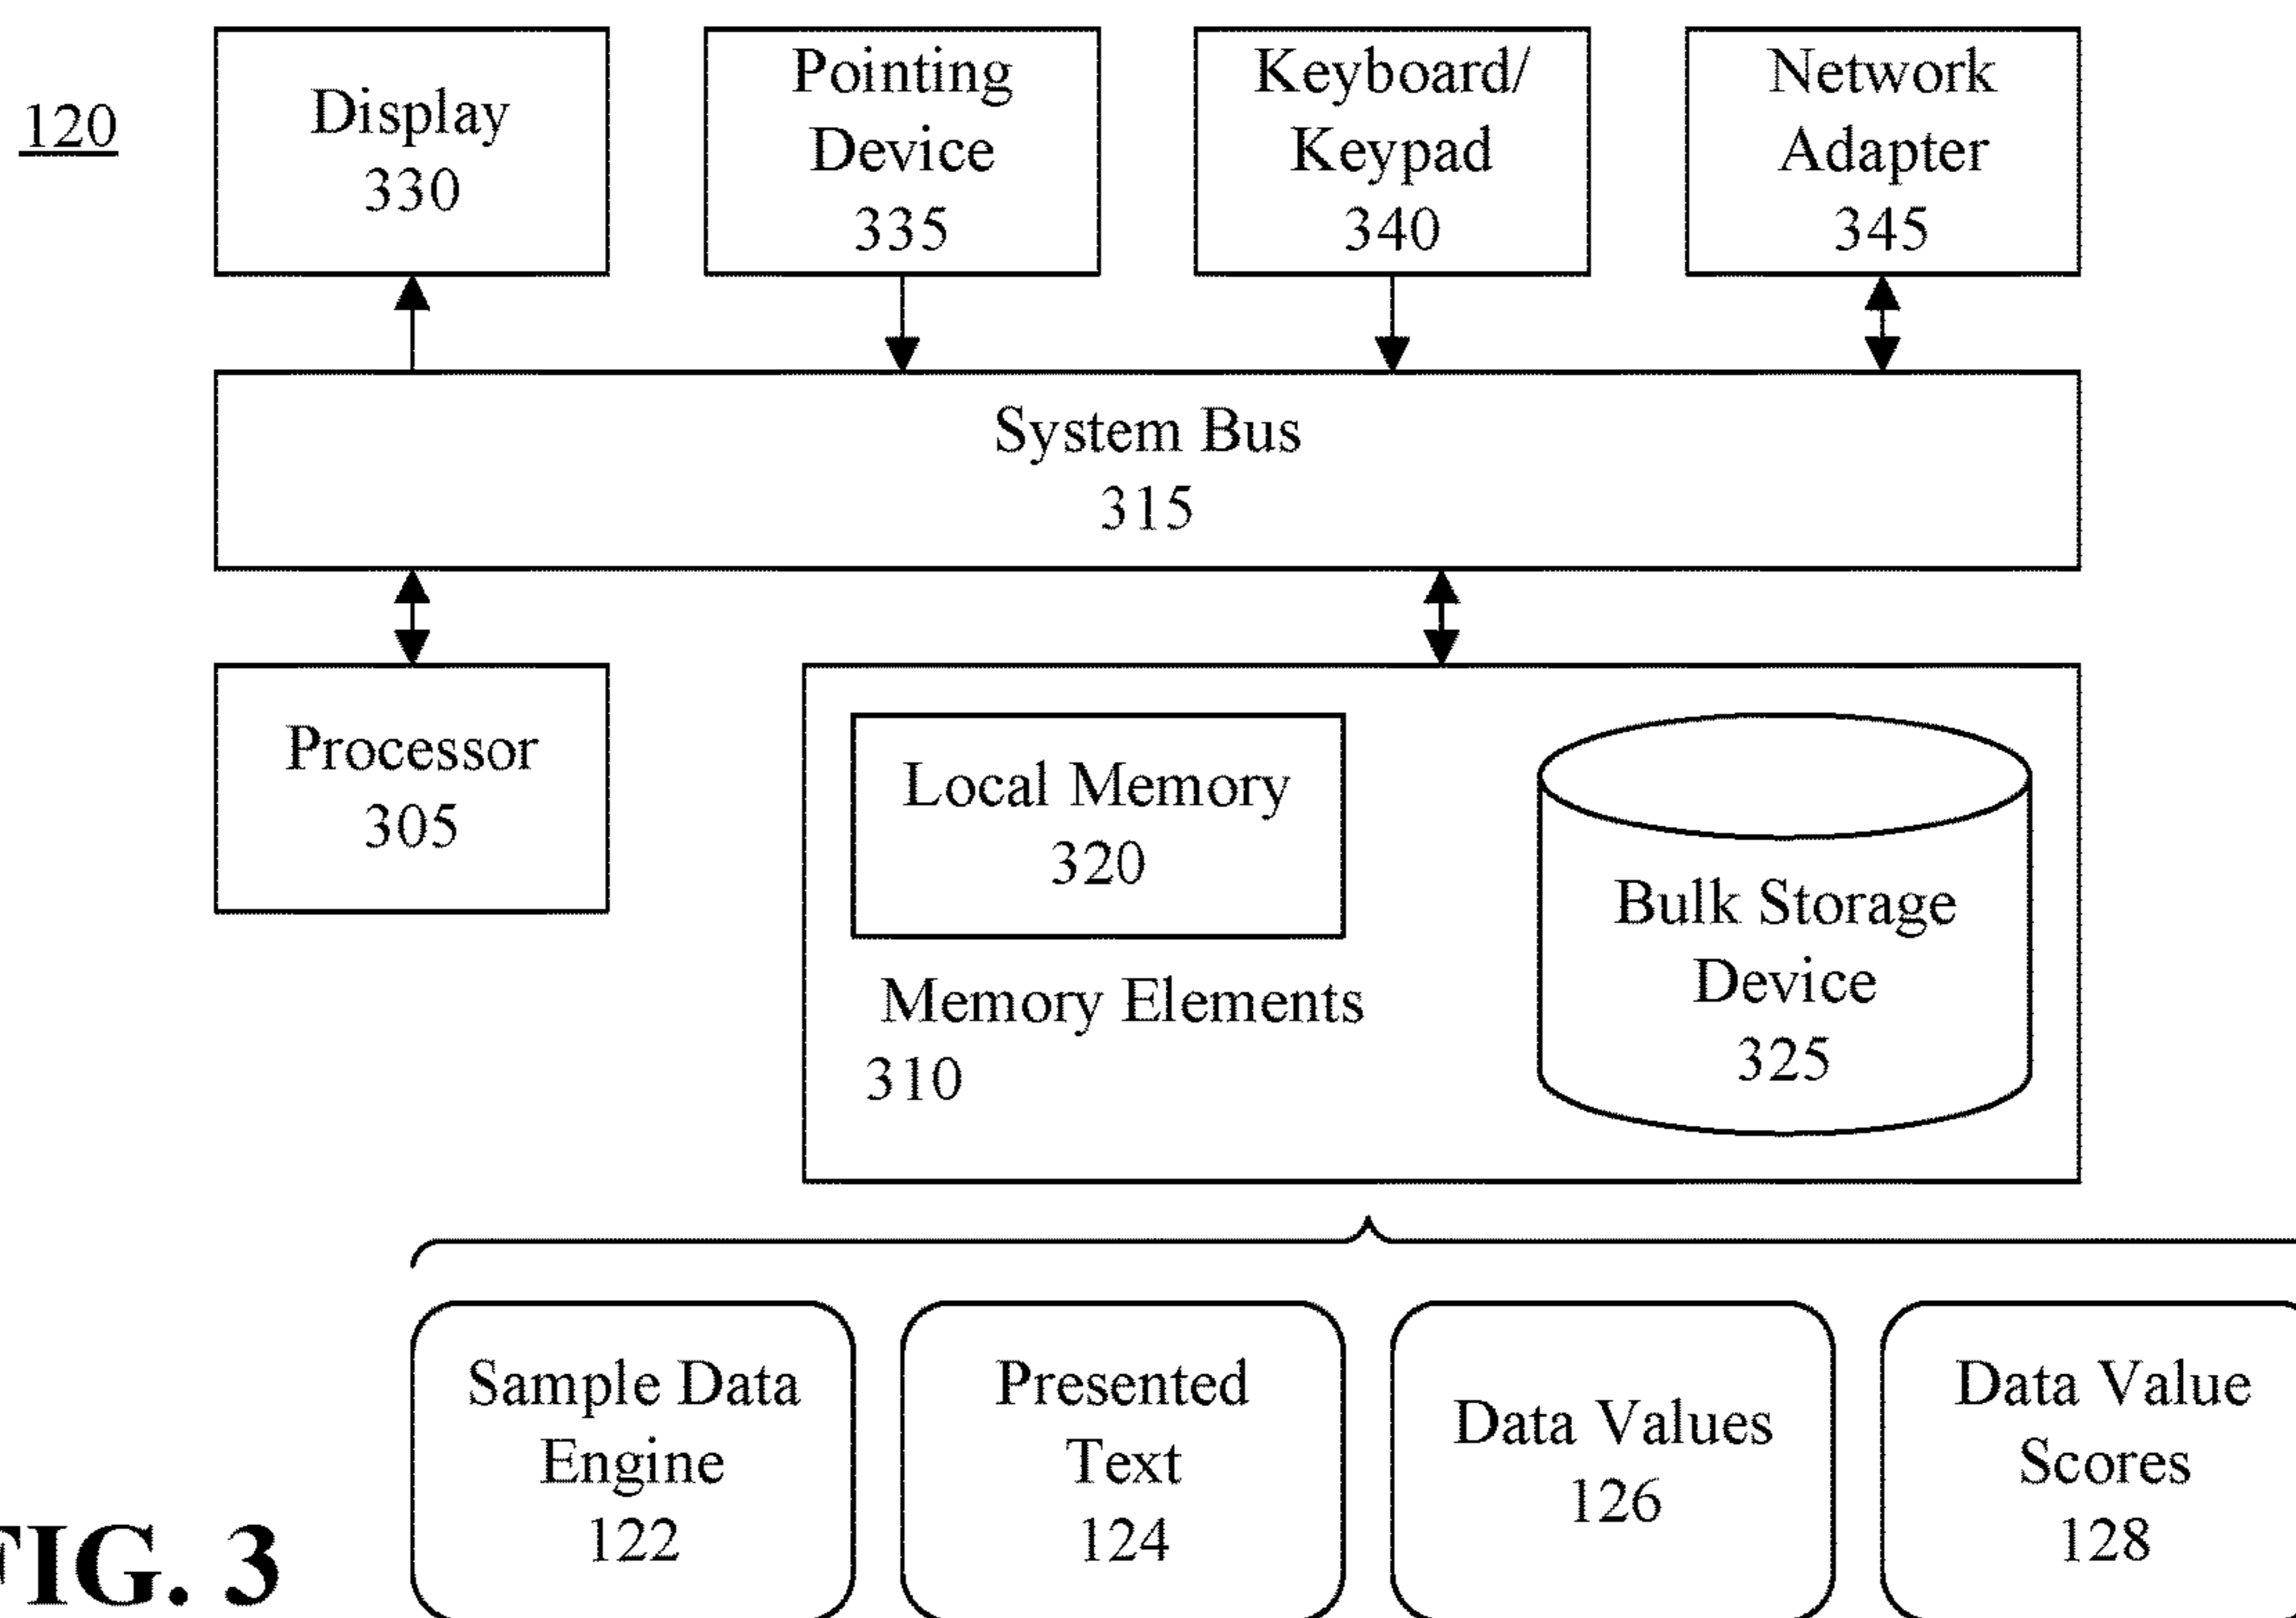 120
Display
330
Pointing
Device
335
Keyboard/
Keypad
340
Network
Adapter
345
System Bus
315
Processor
305
Local Memory
320
Memory Elements
310
Bulk Storage
Device
325
Sample Data
Engine
122
Presented
Text
124
Data Values
126
Data Value
Scores
128
FIG. 3